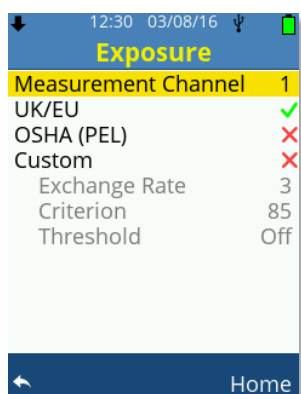 12:30 03/08/16
Exposure
Measurement Channel 1
UK/EU
OSHA (PEL)
Custom
Exchange Rate 3
Criterion 85
Threshold Off
Home